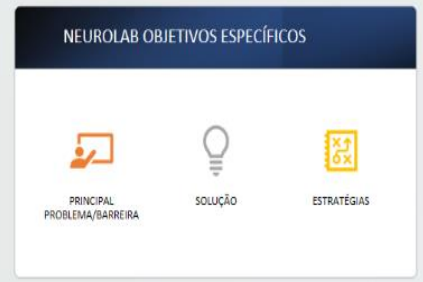 NEUROLAB OBJETIVOS ESPECÍFICOS
PRINCIPAL
PROBLEMA/BARREIRA
SOLUÇÃO
ESTRATÉGIAS